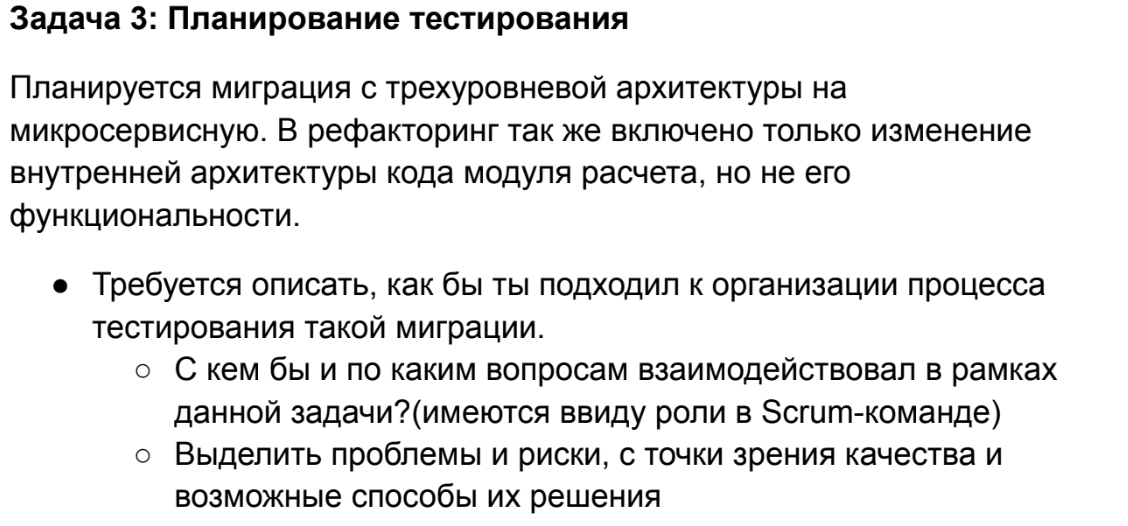 Задача 3: Планирование тестирования
Планируется миграция с трехуровневой архитектуры на
микросервисную. В рефакторинг так же включено только изменение
внутренней архитектуры кода модуля расчета, но не его
функциональности.
● Требуется описать, как бы ты подходил к организации процесса
тестирования такой миграции.
○ С кем бы и по каким вопросам взаимодействовал в рамках
данной задачи?(имеются ввиду роли в Scrum-команде)
○ Выделить проблемы и риски, с точки зрения качества и
возможные способы их решения